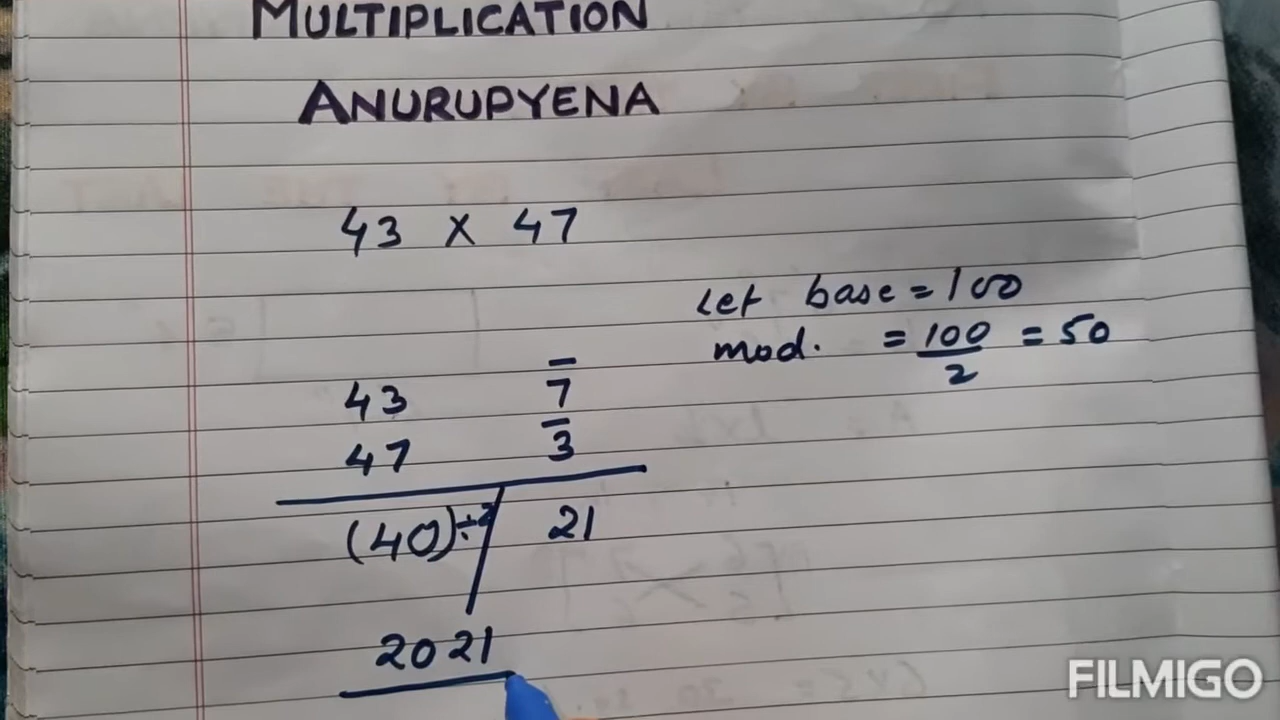 MULTIPLICATION
ANURUPYENA
43 x 47
Let base = 100
mod. = 100/2 = 50
43 7̅
47 3̅
(40)÷2 / 21
2021
FILMIGO